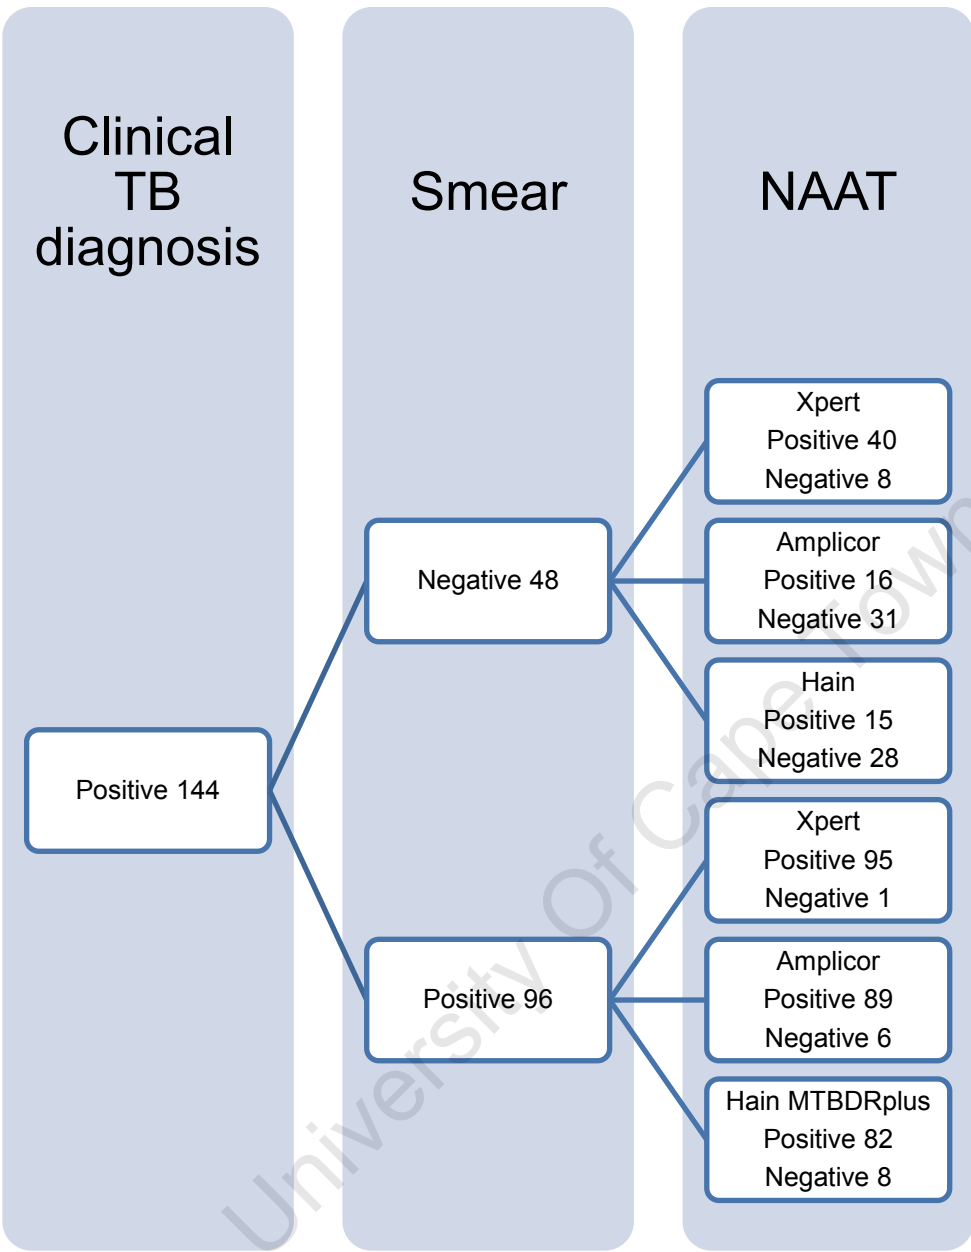 Clinical
TB
diagnosis
Smear
NAAT
Positive 144
Negative 48
Positive 96
Xpert
Positive 40
Negative 8
Amplicor
Positive 16
Negative 31
Hain
Positive 15
Negative 28
Xpert
Positive 95
Negative 1
Amplicor
Positive 89
Negative 6
Hain MTBDRplus
Positive 82
Negative 8
University Of Cape Town